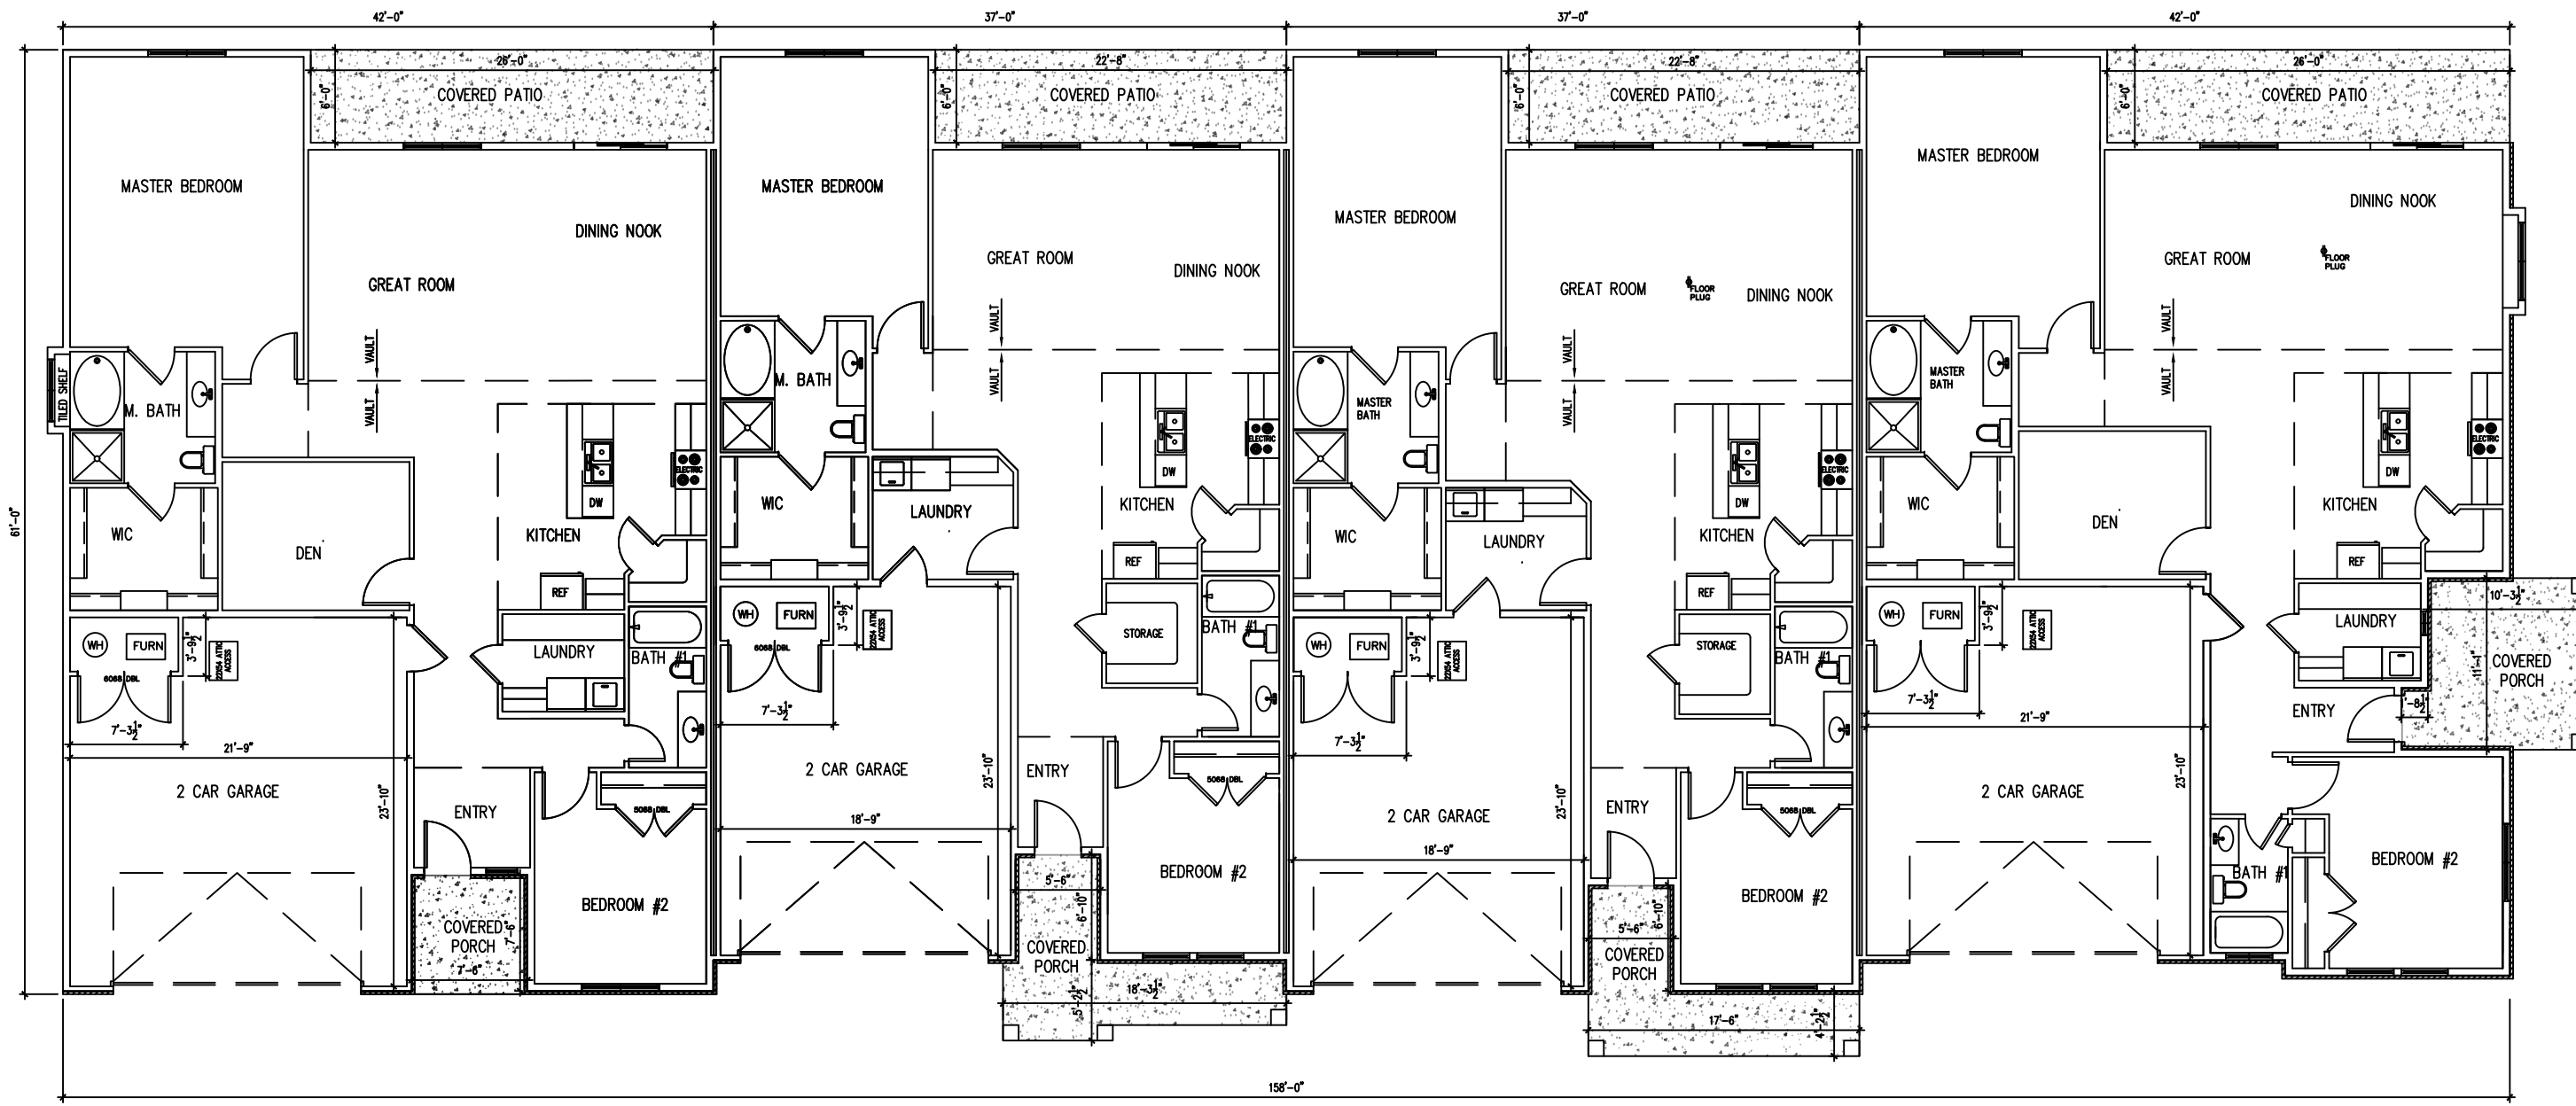 42'-0"
37'-0"
37'-0"
42'-0"
61'-0"
26'-0"
6'-0"
COVERED PATIO
MASTER BEDROOM
DINING NOOK
GREAT ROOM
VAULT
VAULT
TILED SHELF
M. BATH
WIC
DEN
DW
ELECTRIC
KITCHEN
REF
WH
FURN
6068 DBL
3'-9½"
22X54 ATTIC
ACCESS
LAUNDRY
BATH #1
7'-3½"
21'-9"
2 CAR GARAGE
23'-10"
ENTRY
5068 DBL
BEDROOM #2
COVERED
PORCH
7'-6"
7'-6"
22'-8"
6'-0"
COVERED PATIO
MASTER BEDROOM
GREAT ROOM
DINING NOOK
VAULT
VAULT
M. BATH
WIC
LAUNDRY
DW
ELECTRIC
KITCHEN
REF
WH
FURN
6068 DBL
3'-9½"
22X54 ATTIC
ACCESS
STORAGE
BATH #1
7'-3½"
2 CAR GARAGE
18'-9"
23'-10"
ENTRY
5068 DBL
BEDROOM #2
5'-6"
6'-10"
COVERED
PORCH
18'-3½"
5'-2½"
22'-8"
6'-0"
COVERED PATIO
MASTER BEDROOM
GREAT ROOM
FLOOR
PLUG
DINING NOOK
VAULT
VAULT
MASTER
BATH
WIC
LAUNDRY
DW
ELECTRIC
KITCHEN
REF
WH
FURN
3'-9½"
22X54 ATTIC
ACCESS
STORAGE
BATH #1
7'-3½"
2 CAR GARAGE
18'-9"
23'-10"
ENTRY
5068 DBL
BEDROOM #2
5'-6"
6'-10"
COVERED
PORCH
17'-6"
4'-2½"
26'-0"
6'-0"
COVERED PATIO
MASTER BEDROOM
DINING NOOK
GREAT ROOM
FLOOR
PLUG
VAULT
VAULT
MASTER
BATH
WIC
DEN
DW
ELECTRIC
KITCHEN
REF
WH
FURN
3'-9½"
22X54 ATTIC
ACCESS
LAUNDRY
10'-3½"
11'-1"
COVERED
PORCH
7'-3½"
21'-9"
ENTRY
2 CAR GARAGE
23'-10"
BATH #1
BEDROOM #2
158'-0"